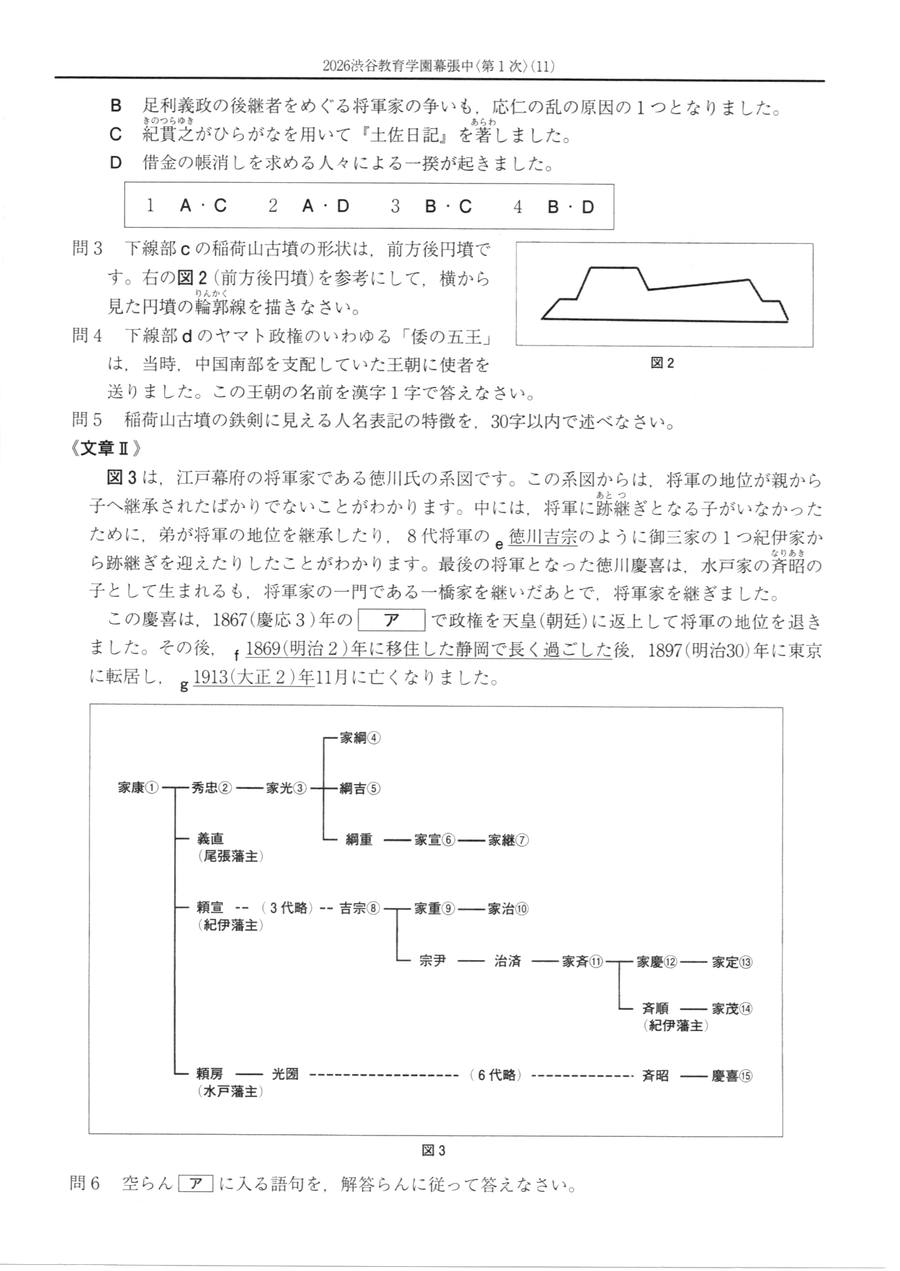 2026渋谷教育学園幕張中〈第1次〉(11)
B 足利義政の後継者をめぐる将軍家の争いも，応仁の乱の原因の1つとなりました。
C 紀貫之がひらがなを用いて『土佐日記』を著しました。
D 借金の帳消しを求める人々による一揆が起きました。
1 A・C 2 A・D 3 B・C 4 B・D
問3 下線部cの稲荷山古墳の形状は，前方後円墳で
す。右の図2(前方後円墳)を参考にして，横から
見た円墳の輪郭線を描きなさい。
図2
問4 下線部dのヤマト政権のいわゆる「倭の五王」
は，当時，中国南部を支配していた王朝に使者を
送りました。この王朝の名前を漢字1字で答えなさい。
問5 稲荷山古墳の鉄剣に見える人名表記の特徴を，30字以内で述べなさい。
《文章Ⅱ》
図3は，江戸幕府の将軍家である徳川氏の系図です。この系図からは，将軍の地位が親から
子へ継承されたばかりでないことがわかります。中には，将軍に跡継ぎとなる子がいなかった
ために，弟が将軍の地位を継承したり，8代将軍のe徳川吉宗のように御三家の1つ紀伊家か
ら跡継ぎを迎えたりしたことがわかります。最後の将軍となった徳川慶喜は，水戸家の斉昭の
子として生まれるも，将軍家の一門である一橋家を継いだあとで，将軍家を継ぎました。
この慶喜は，1867(慶応3)年の ア で政権を天皇(朝廷)に返上して将軍の地位を退き
ました。その後，f1869(明治2)年に移住した静岡で長く過ごした後，1897(明治30)年に東京
に転居し，g1913(大正2)年11月に亡くなりました。
家綱④
家康① 秀忠② 家光③ 綱吉⑤
義直 綱重 家宣⑥ 家継⑦
(尾張藩主)
頼宣 (3代略) 吉宗⑧ 家重⑨ 家治⑩
(紀伊藩主)
宗尹 治済 家斉⑪ 家慶⑫ 家定⑬
斉順 家茂⑭
(紀伊藩主)
頼房 光圀 (6代略) 斉昭 慶喜⑮
(水戸藩主)
図3
問6 空らん ア に入る語句を，解答らんに従って答えなさい。